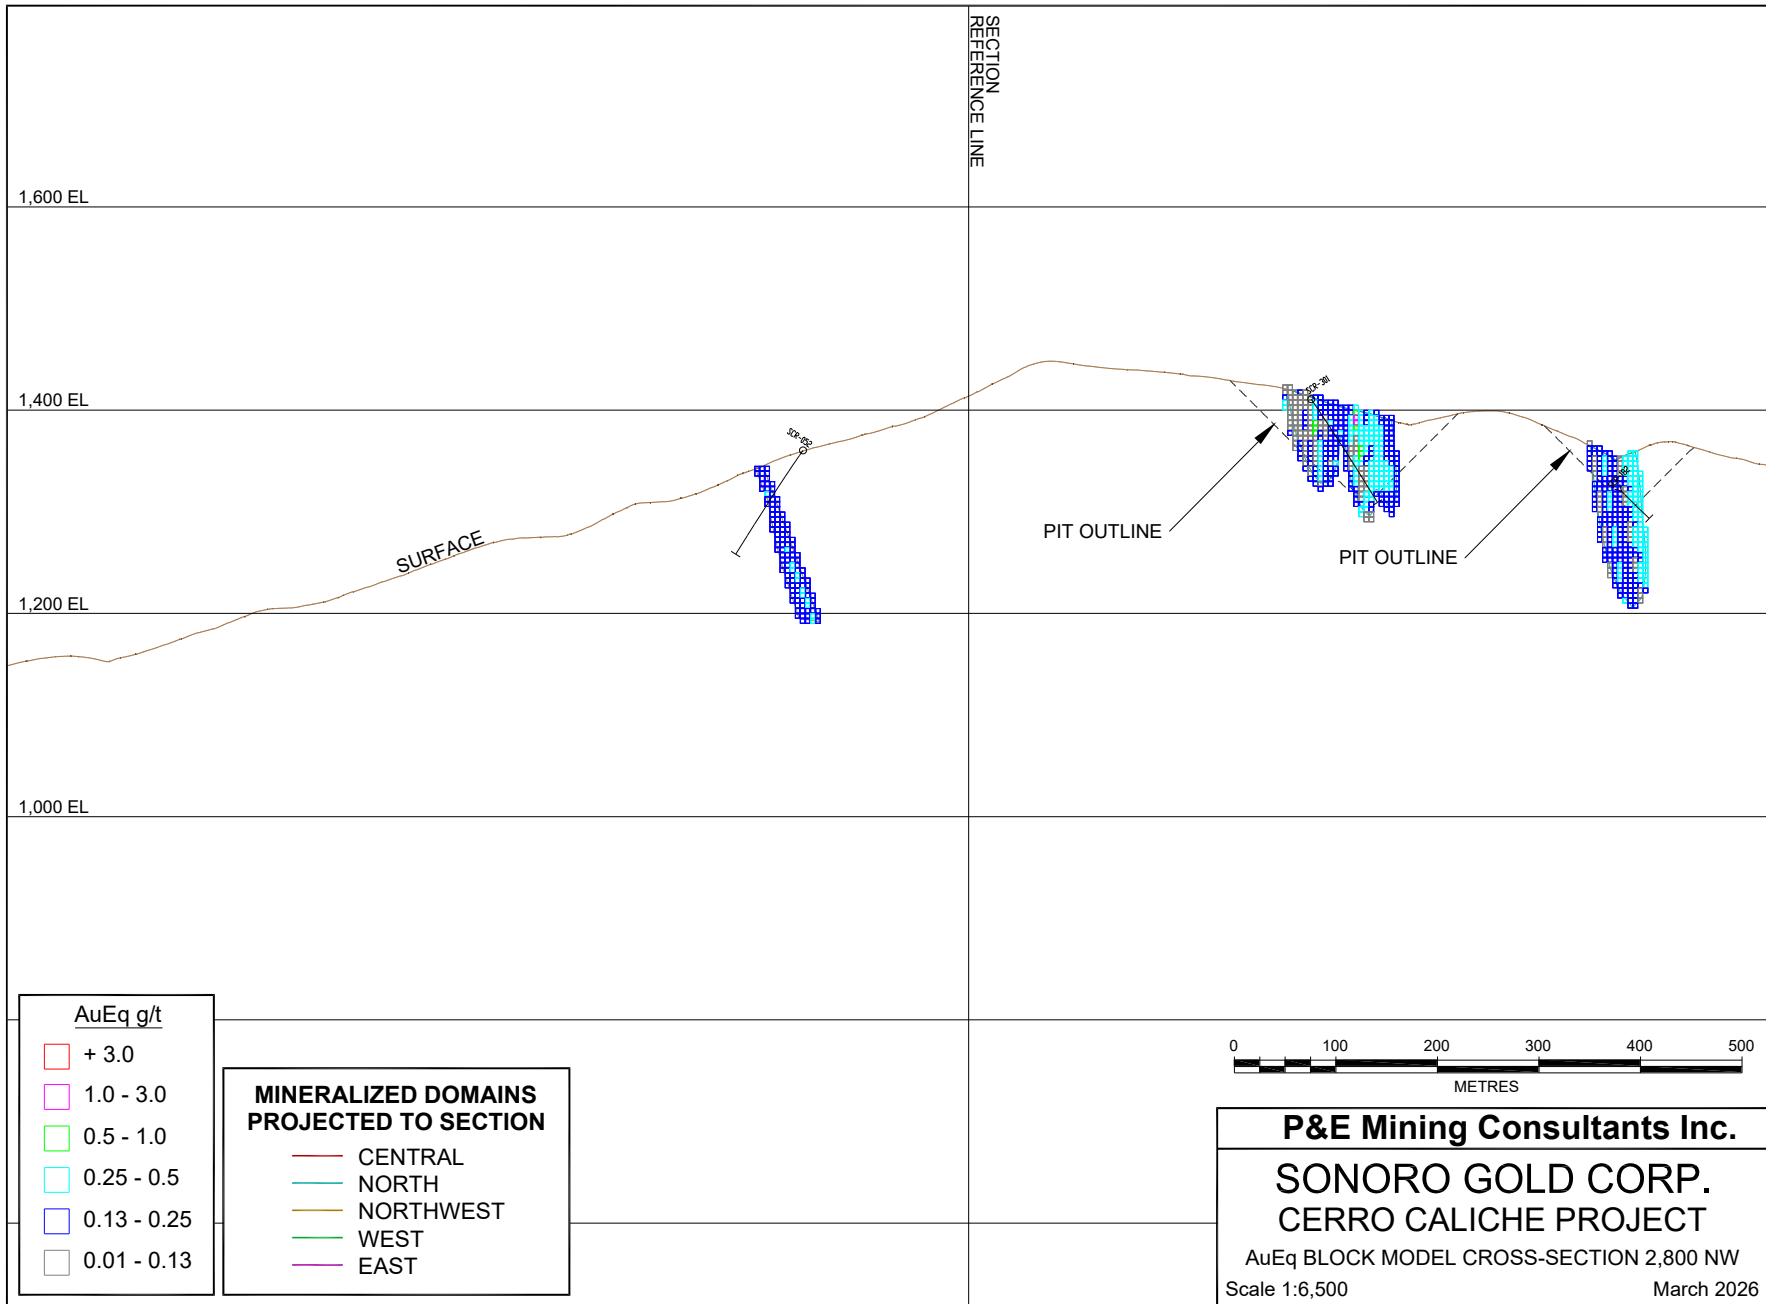 SECTION
REFERENCE LINE
1,600 EL
1,400 EL
1,200 EL
1,000 EL
SCR-052
SCR-301
SURFACE
PIT OUTLINE
PIT OUTLINE
AuEq g/t
+ 3.0
1.0 - 3.0
0.5 - 1.0
0.25 - 0.5
0.13 - 0.25
0.01 - 0.13
MINERALIZED DOMAINS
PROJECTED TO SECTION
CENTRAL
NORTH
NORTHWEST
WEST
EAST
0 100 200 300 400 500
METRES
P&E Mining Consultants Inc.
SONORO GOLD CORP.
CERRO CALICHE PROJECT
AuEq BLOCK MODEL CROSS-SECTION 2,800 NW
Scale 1:6,500 March 2026